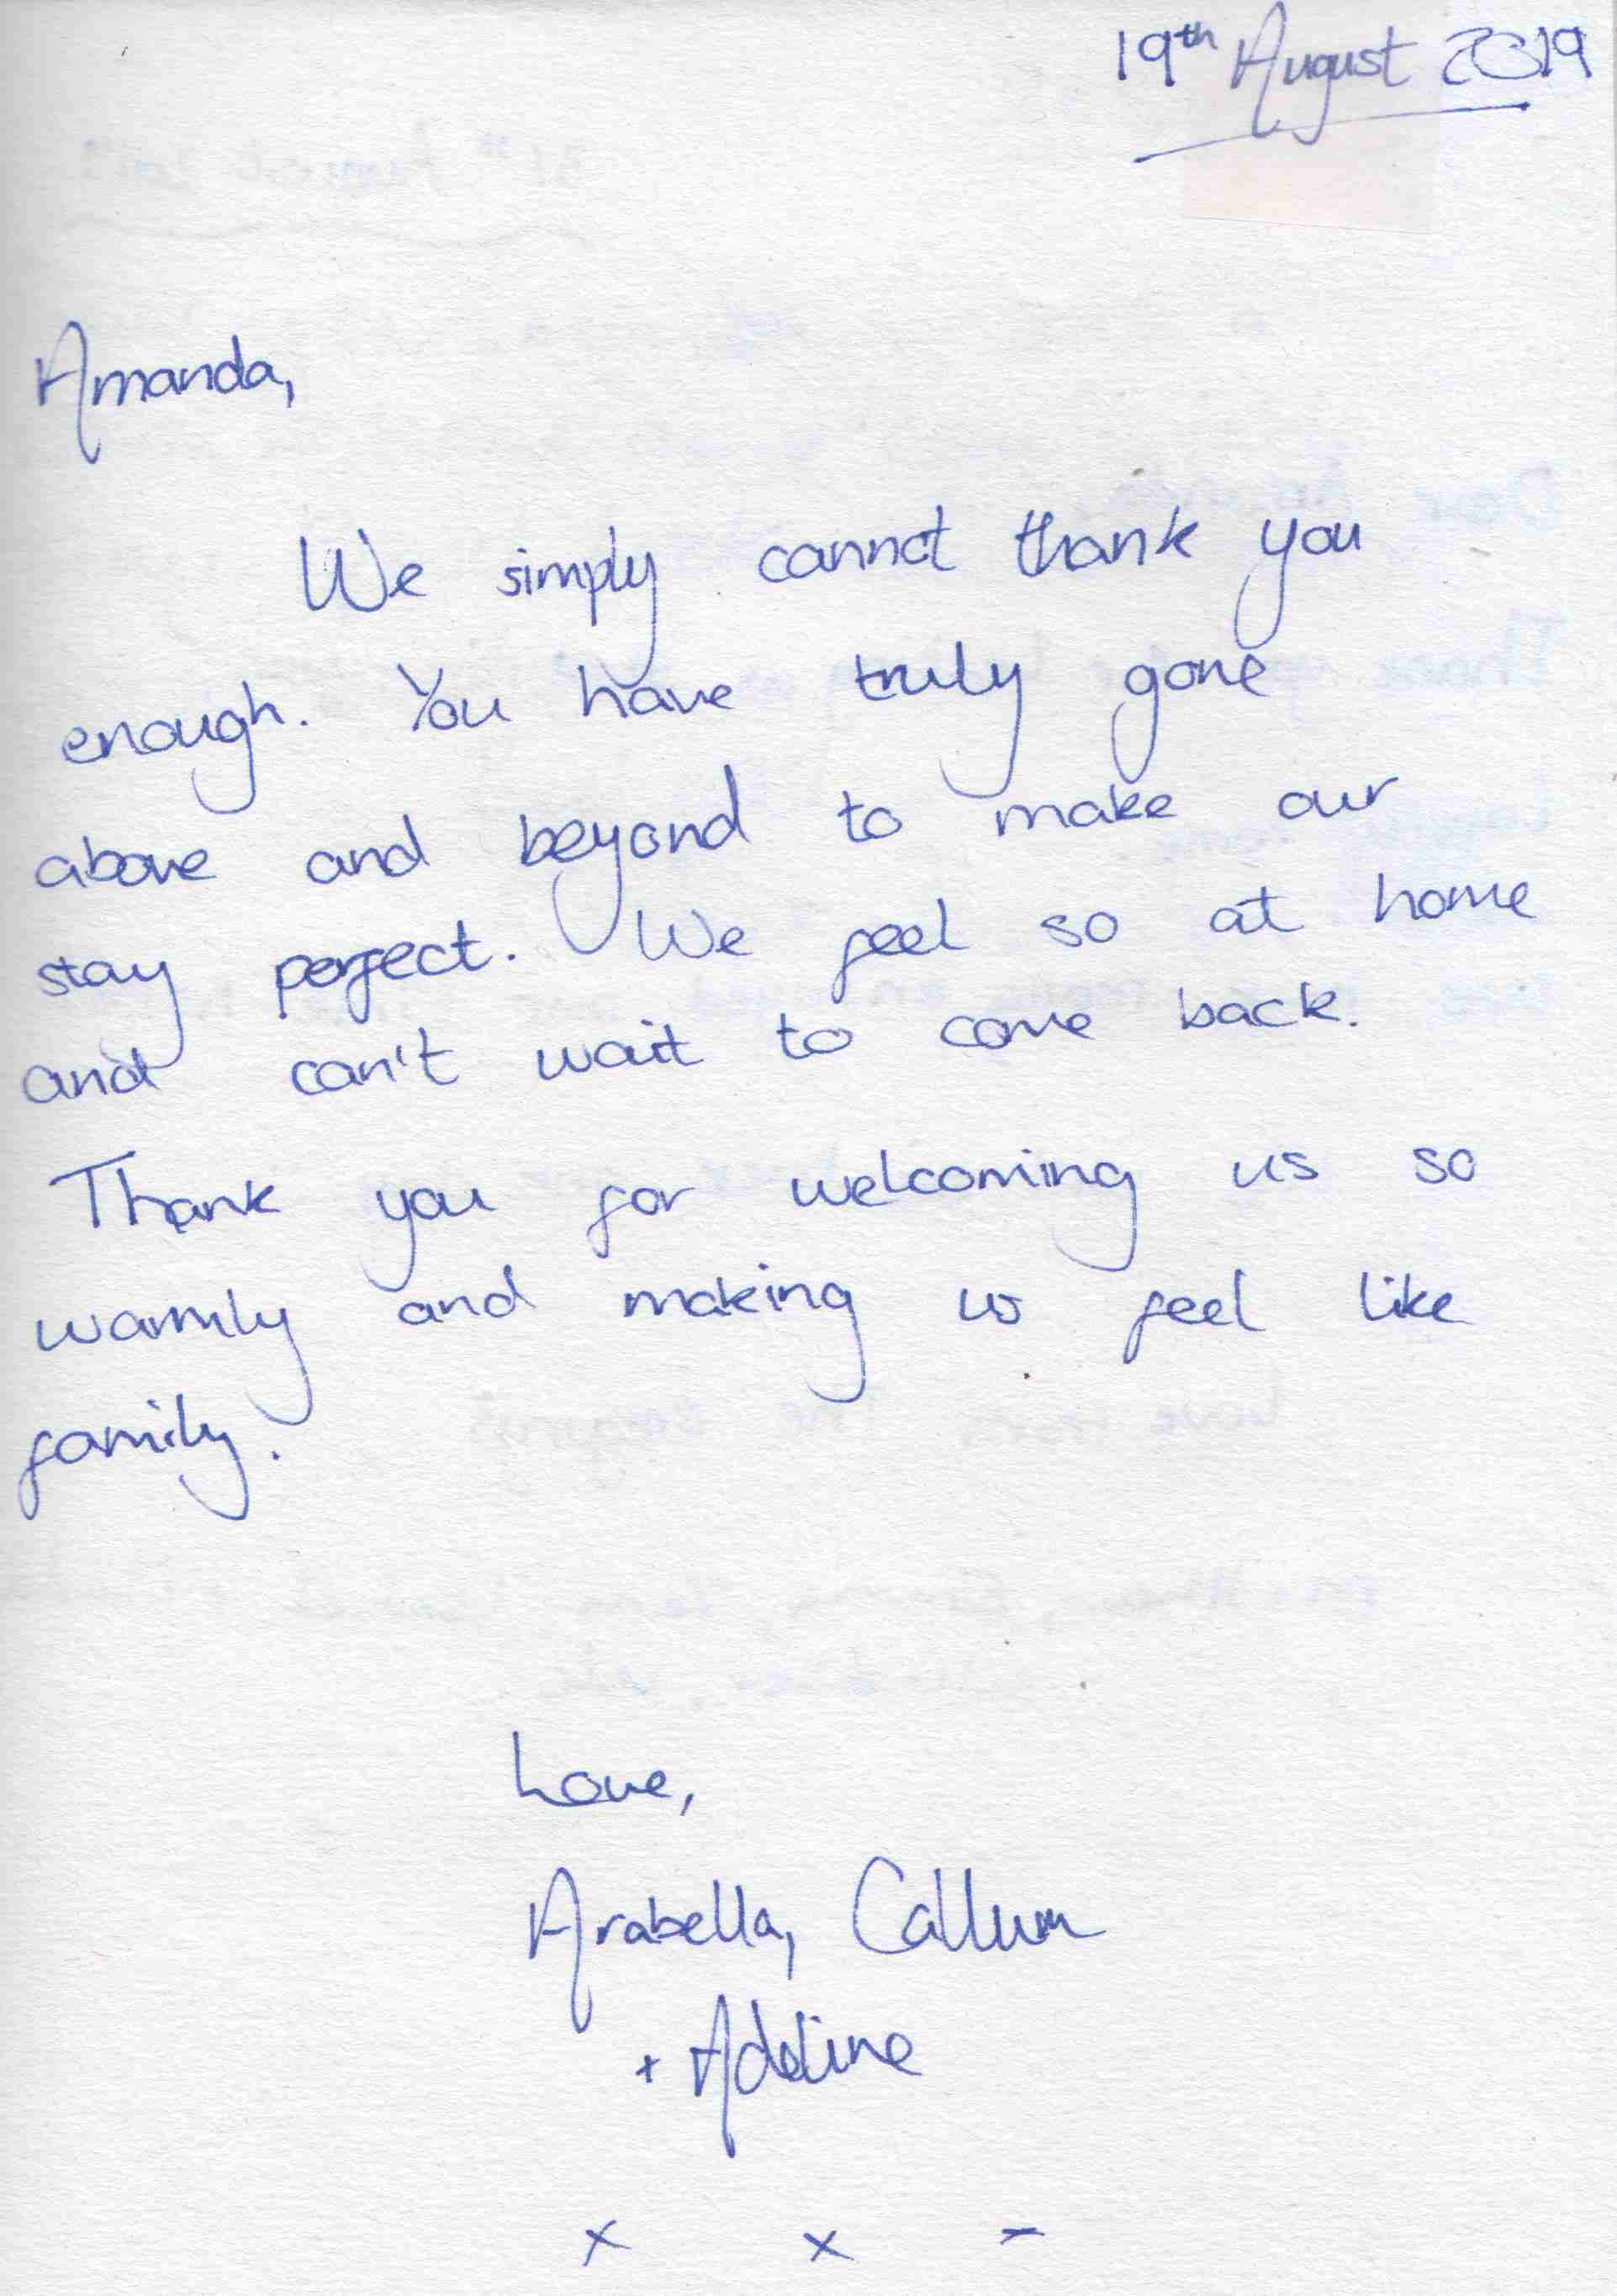 19th August 2019
Amanda,
We simply cannot thank you
enough. You have truly gone
above and beyond to make our
stay perfect. We feel so at home
and can't wait to come back.
Thank you for welcoming us so
warmly and making us feel like
family.
Love,
Arabella, Callum
+ Adeline
x x -